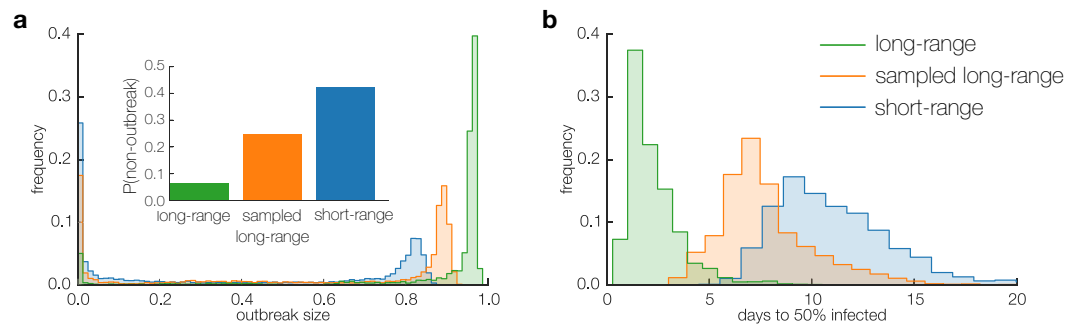 a
0.4
0.3
0.2
0.1
0.0
frequency
0.0
0.2
0.4
0.6
0.8
1.0
outbreak size
0.5
0.4
0.3
0.2
0.1
0.0
P(non-outbreak)
long-range
sampled
long-range
short-range
b
0.4
0.3
0.2
0.1
0.0
frequency
0
5
10
15
20
days to 50% infected
long-range
sampled long-range
short-range